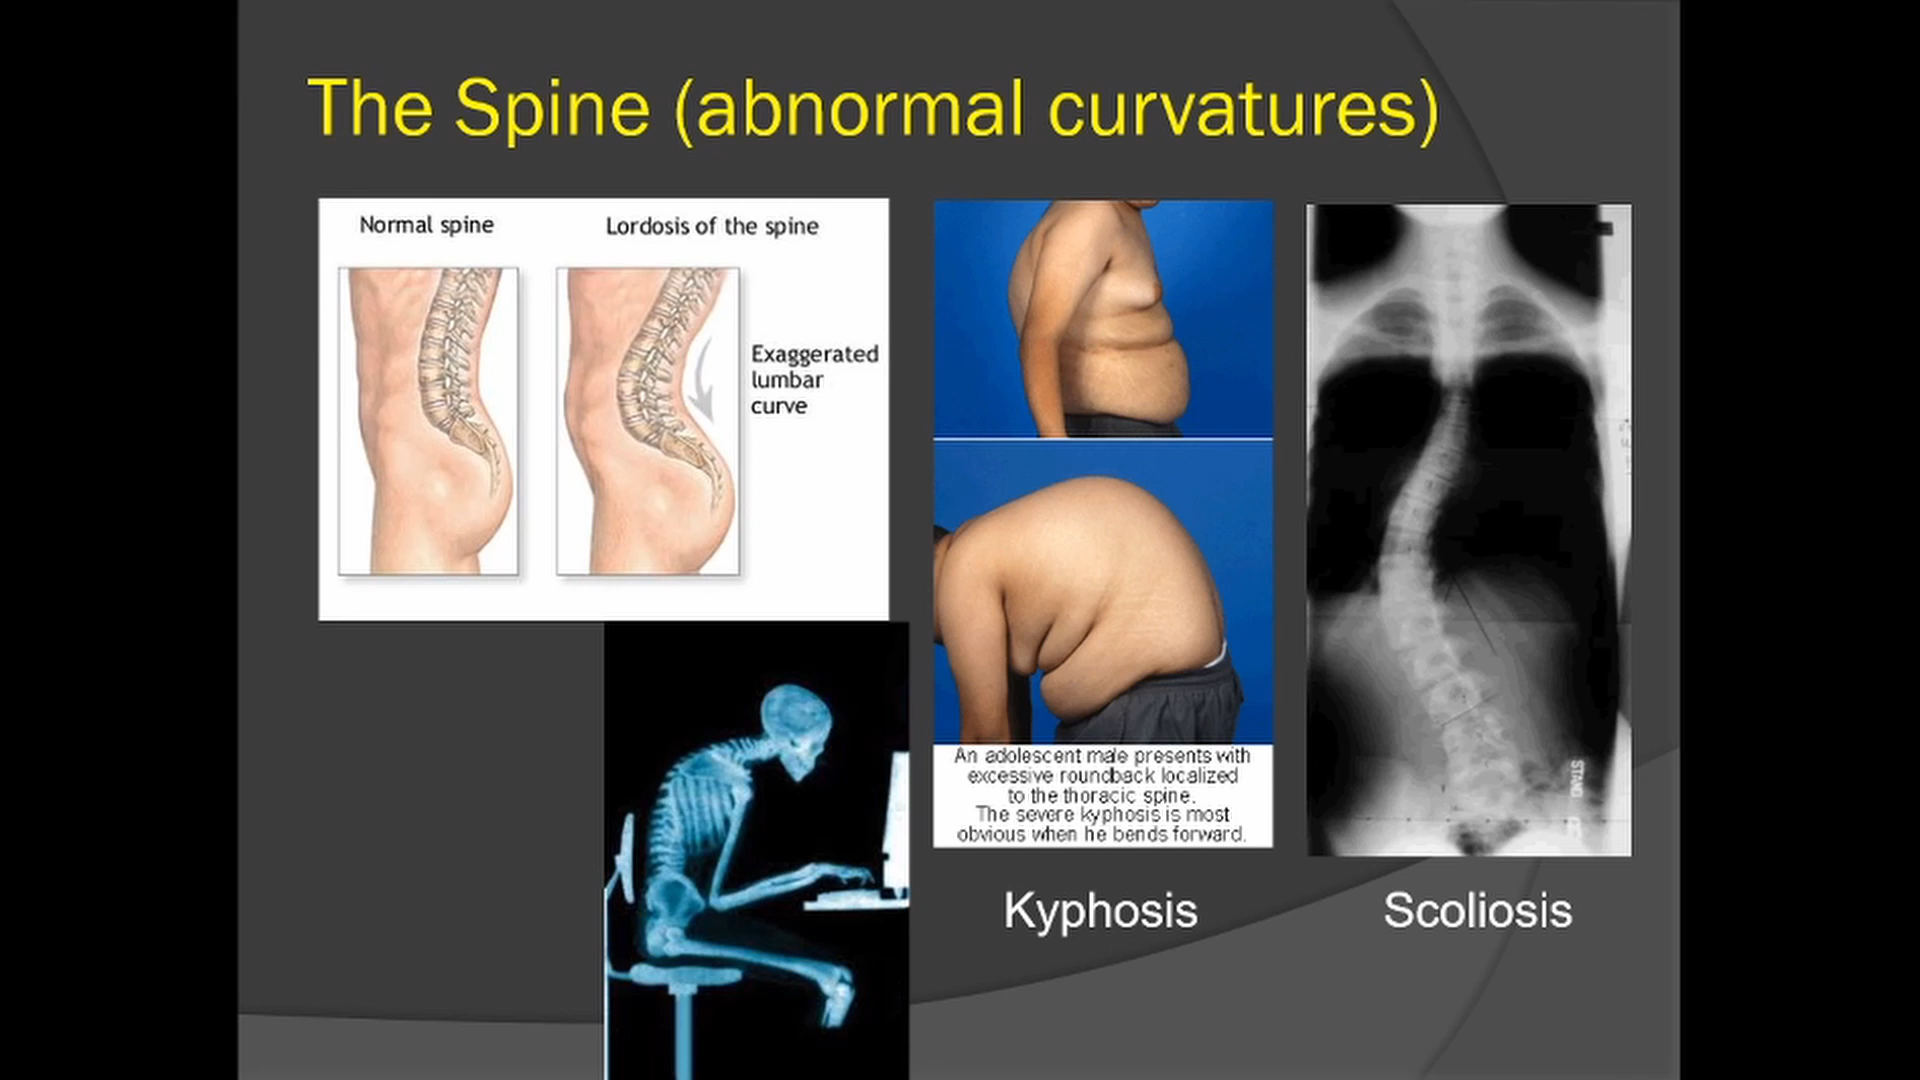 The Spine (abnormal curvatures)
Normal spine
Lordosis of the spine
Exaggerated
lumbar
curve
An adolescent male presents with
excessive roundback localized
to the thoracic spine.
The severe kyphosis is most
obvious when he bends forward.
Kyphosis
Scoliosis
STAND